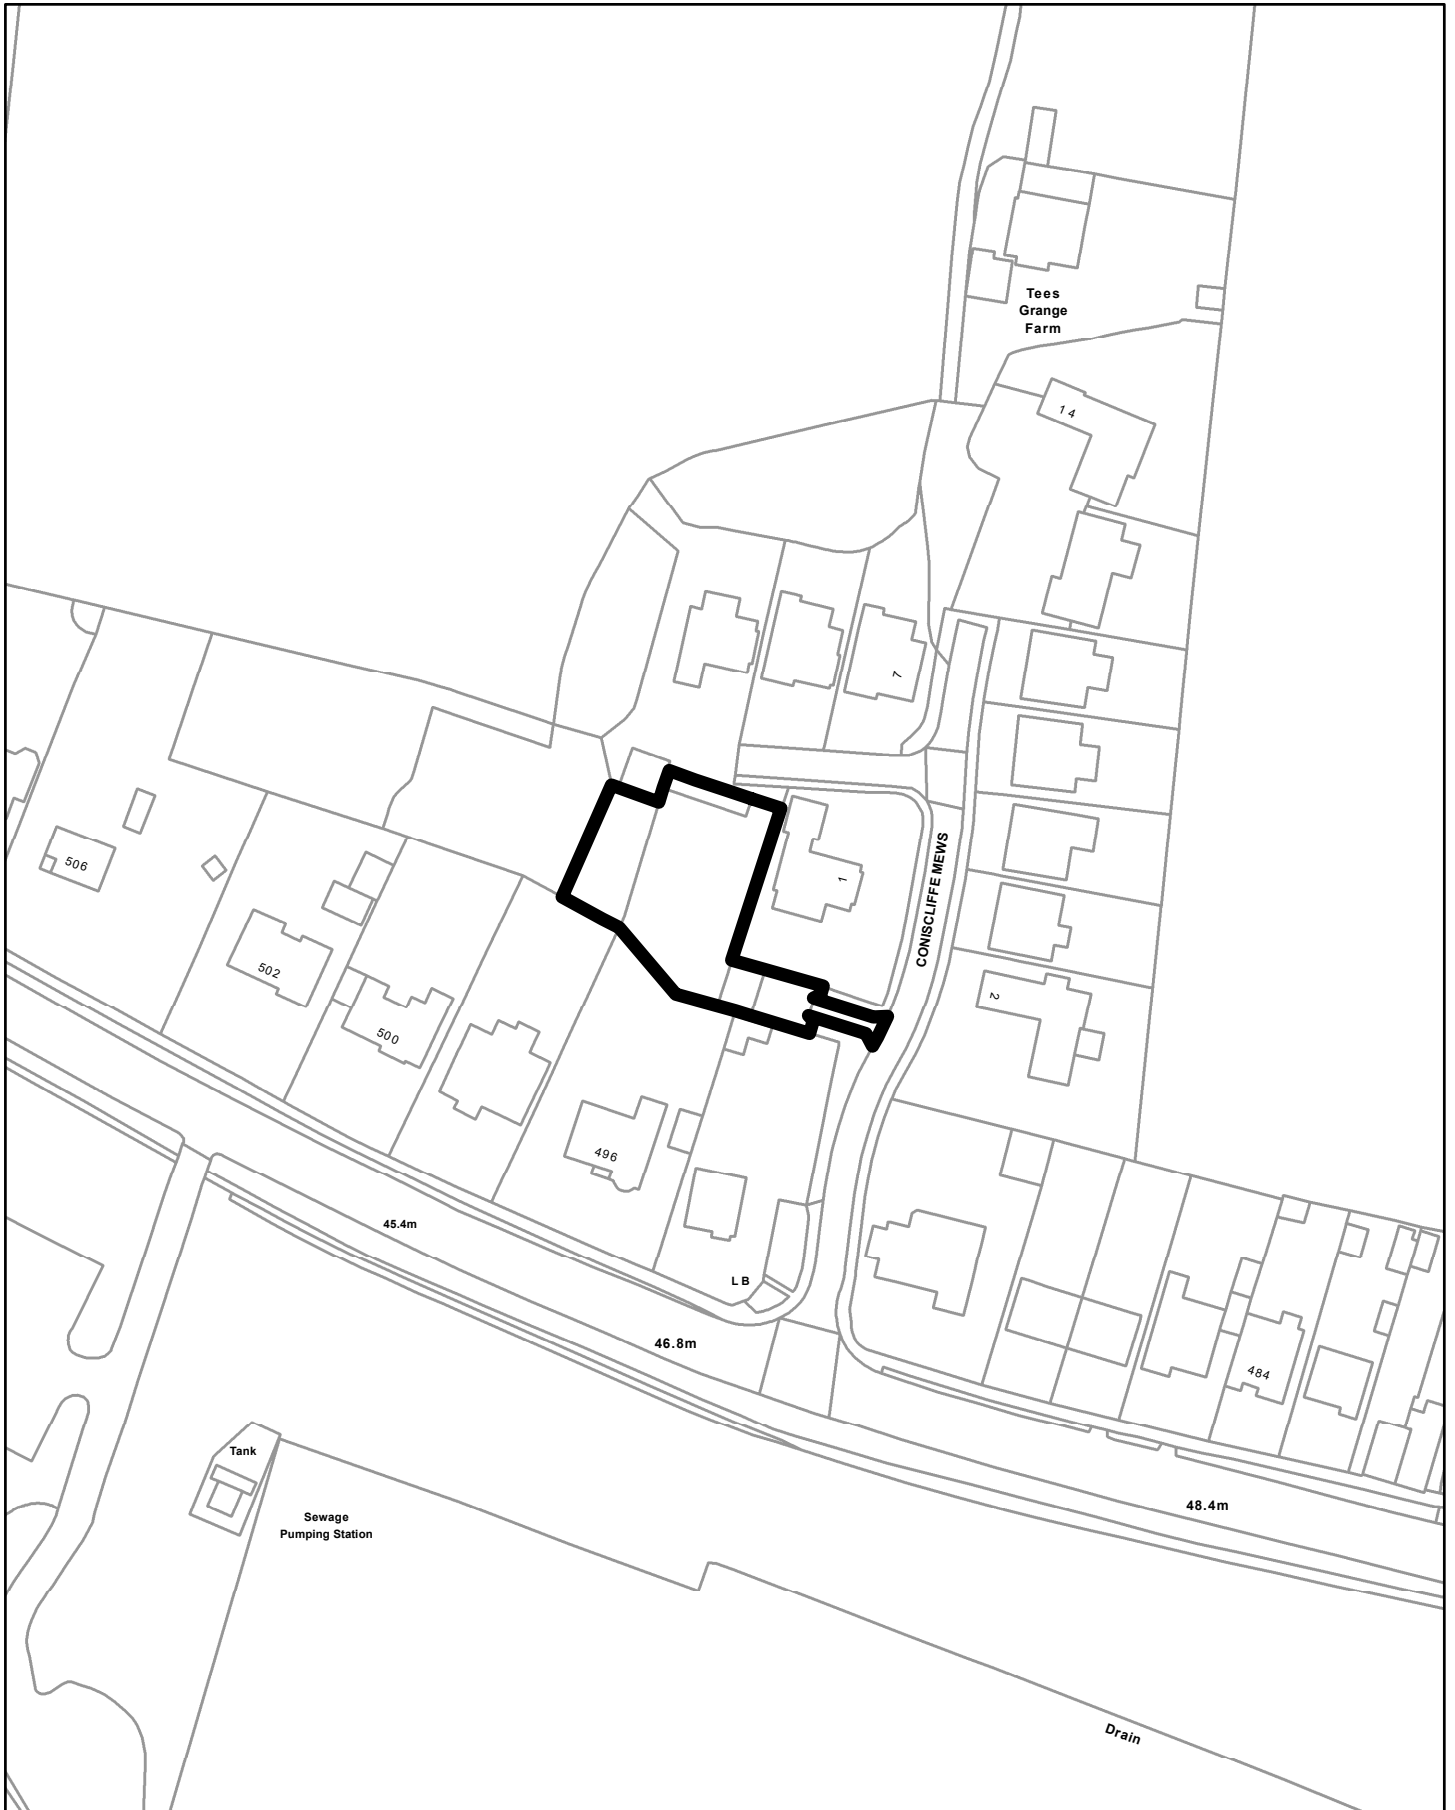 Tees
Grange
Farm
14
7
506
1
CONISCLIFFE MEWS
502
2
500
496
45.4m
L B
46.8m
484
Tank
48.4m
Sewage
Pumping Station
Drain